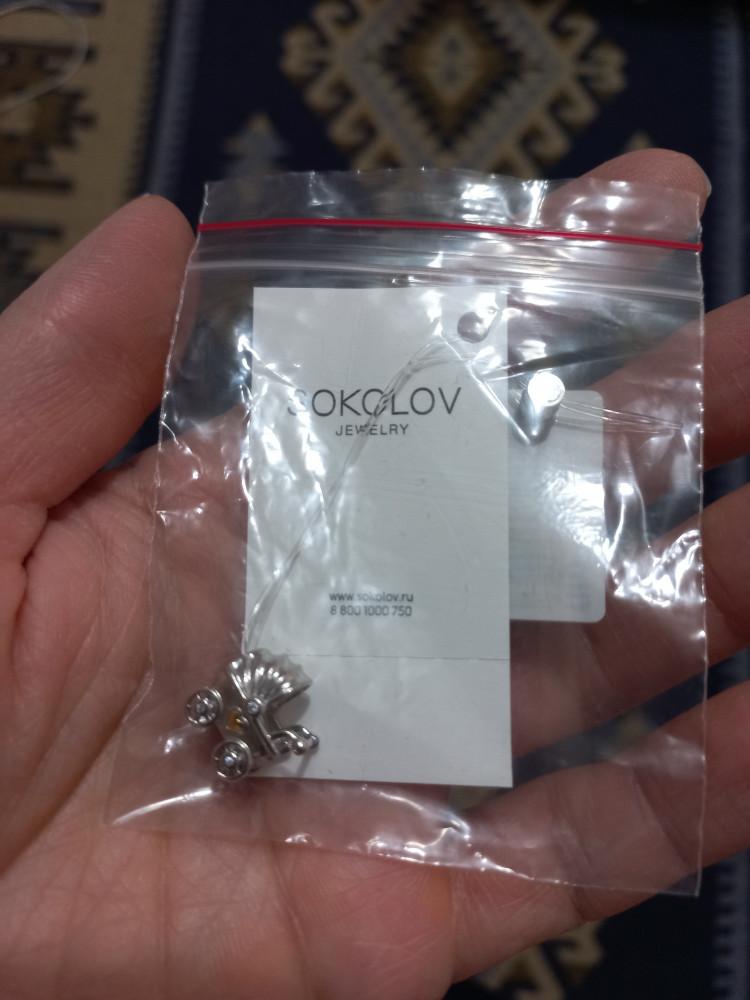 SOKOLOV
JEWELRY
www.sokolov.ru
8 800 1000 750